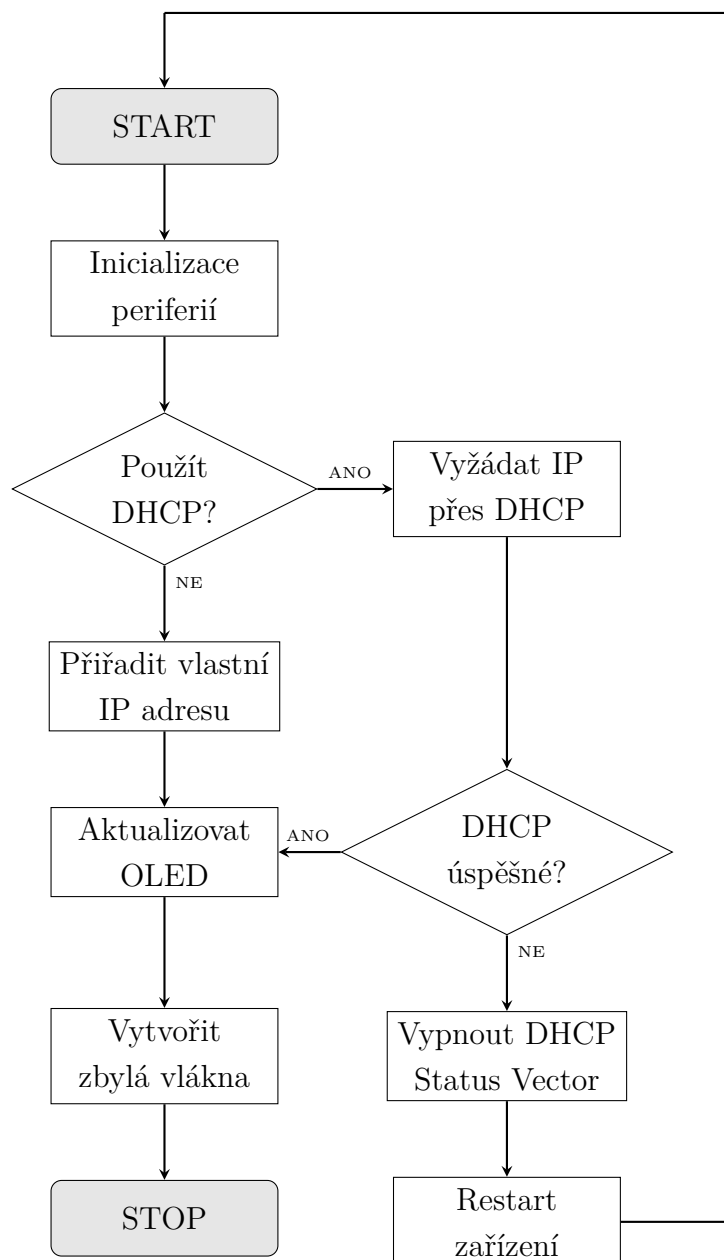 START
Inicializace
periferií
Použít
DHCP?
ANO
Vyžádat IP
přes DHCP
NE
Přiřadit vlastní
IP adresu
Aktualizovat
OLED
ANO
DHCP
úspěšné?
NE
Vytvořit
zbylá vlákna
Vypnout DHCP
Status Vector
STOP
Restart
zařízení